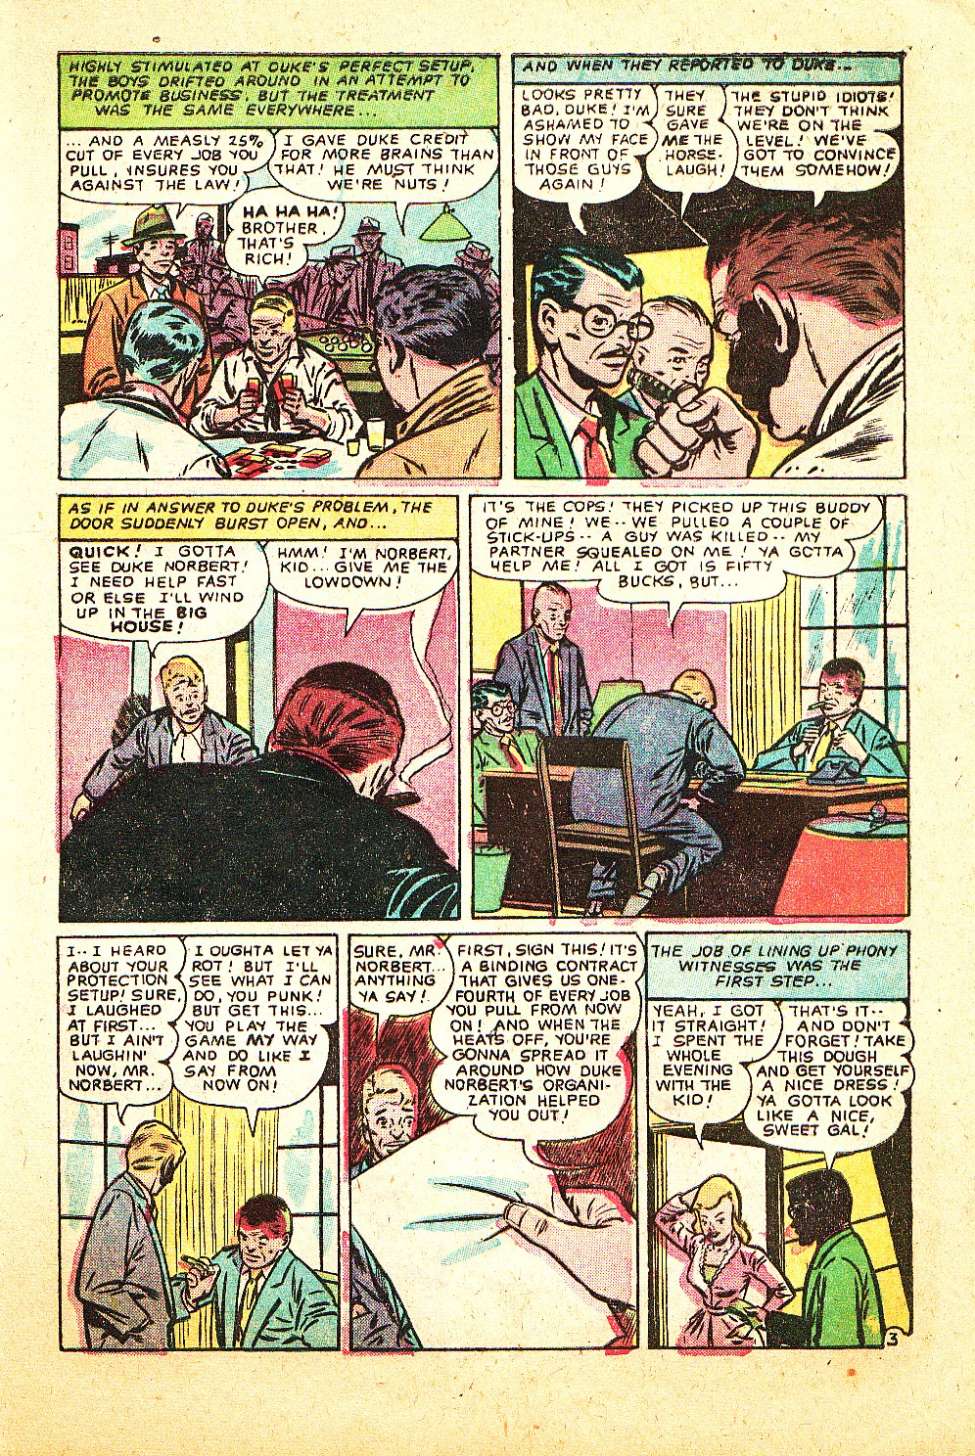 HIGHLY STIMULATED AT DUKE'S PERFECT SETUP,
THE BOYS DRIFTED AROUND IN AN ATTEMPT TO
PROMOTE BUSINESS, BUT THE TREATMENT
WAS THE SAME EVERYWHERE...
... AND A MEASLY 25%
CUT OF EVERY JOB YOU
PULL, INSURES YOU
AGAINST THE LAW!
I GAVE DUKE CREDIT
FOR MORE BRAINS THAN
THAT! HE MUST THINK
WE'RE NUTS!
HA HA HA!
BROTHER,
THAT'S
RICH!
AND WHEN THEY REPORTED TO DUKE...
LOOKS PRETTY
BAD, DUKE! I'M
ASHAMED TO
SHOW MY FACE
IN FRONT OF
THOSE GUYS
AGAIN!
THEY
SURE
GAVE
ME THE
HORSE-
LAUGH!
THE STUPID IDIOTS!
THEY DON'T THINK
WE'RE ON THE
LEVEL! WE'VE
GOT TO CONVINCE
THEM SOMEHOW!
AS IF IN ANSWER TO DUKE'S PROBLEM, THE
DOOR SUDDENLY BURST OPEN, AND...
QUICK! I GOTTA
SEE DUKE NORBERT!
I NEED HELP FAST
OR ELSE I'LL WIND
UP IN THE BIG
HOUSE!
HMM! I'M NORBERT,
KID... GIVE ME THE
LOWDOWN!
IT'S THE COPS! THEY PICKED UP THIS BUDDY
OF MINE! WE -- WE PULLED A COUPLE OF
STICK-UPS -- A GUY WAS KILLED -- MY
PARTNER SQUEALED ON ME! YA GOTTA
HELP ME! ALL I GOT IS FIFTY
BUCKS, BUT...
I-- I HEARD
ABOUT YOUR
PROTECTION
SETUP! SURE,
I LAUGHED
AT FIRST...
BUT I AIN'T
LAUGHIN'
NOW, MR.
NORBERT...
I OUGHTA LET YA
ROT! BUT I'LL
SEE WHAT I CAN
DO, YOU PUNK!
BUT GET THIS...
YOU PLAY THE
GAME MY WAY
AND DO LIKE I
SAY FROM
NOW ON!
SURE, MR.
NORBERT...
ANYTHING
YA SAY!
FIRST, SIGN THIS! IT'S
A BINDING CONTRACT
THAT GIVES US ONE-
FOURTH OF EVERY JOB
YOU PULL FROM NOW
ON! AND WHEN THE
HEAT'S OFF, YOU'RE
GONNA SPREAD IT
AROUND HOW DUKE
NORBERT'S ORGANI-
ZATION HELPED
YOU OUT!
THE JOB OF LINING UP PHONY
WITNESSES WAS THE
FIRST STEP...
YEAH, I GOT
IT STRAIGHT!
I SPENT THE
WHOLE
EVENING
WITH THE
KID!
THAT'S IT--
AND DON'T
FORGET! TAKE
THIS DOUGH
AND GET YOURSELF
A NICE DRESS!
YA GOTTA LOOK
LIKE A NICE,
SWEET GAL!
3